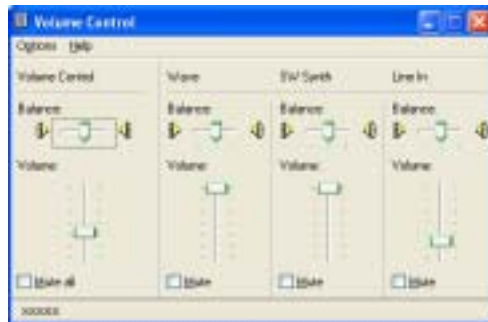 Volume Control
Options Help
Volume Control Wave SW Synth Line In
Balance: Balance: Balance: Balance:
Volume: Volume: Volume: Volume:
Mute all Mute Mute Mute
xxxxxx